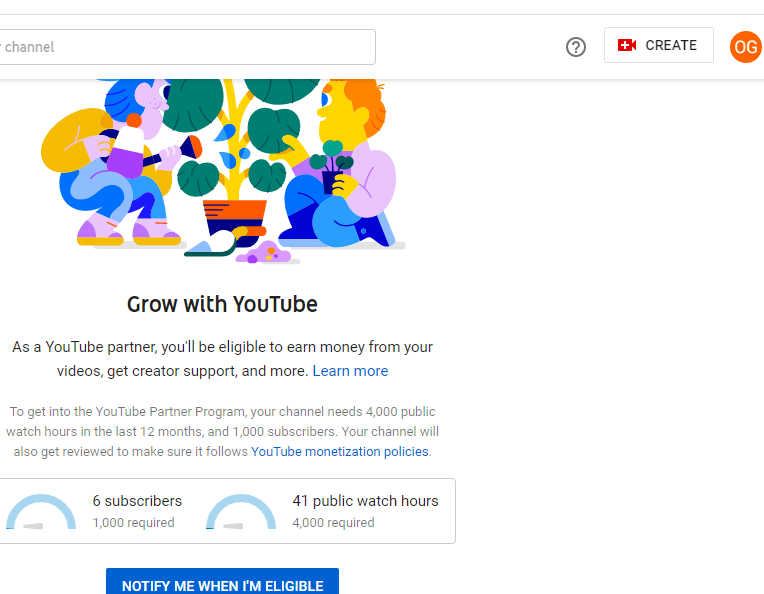 channel
CREATE
OG
Grow with YouTube
As a YouTube partner, you'll be eligible to earn money from your
videos, get creator support, and more. Learn more
To get into the YouTube Partner Program, your channel needs 4,000 public
watch hours in the last 12 months, and 1,000 subscribers. Your channel will
also get reviewed to make sure it follows YouTube monetization policies.
6 subscribers
1,000 required
41 public watch hours
4,000 required
NOTIFY ME WHEN I'M ELIGIBLE